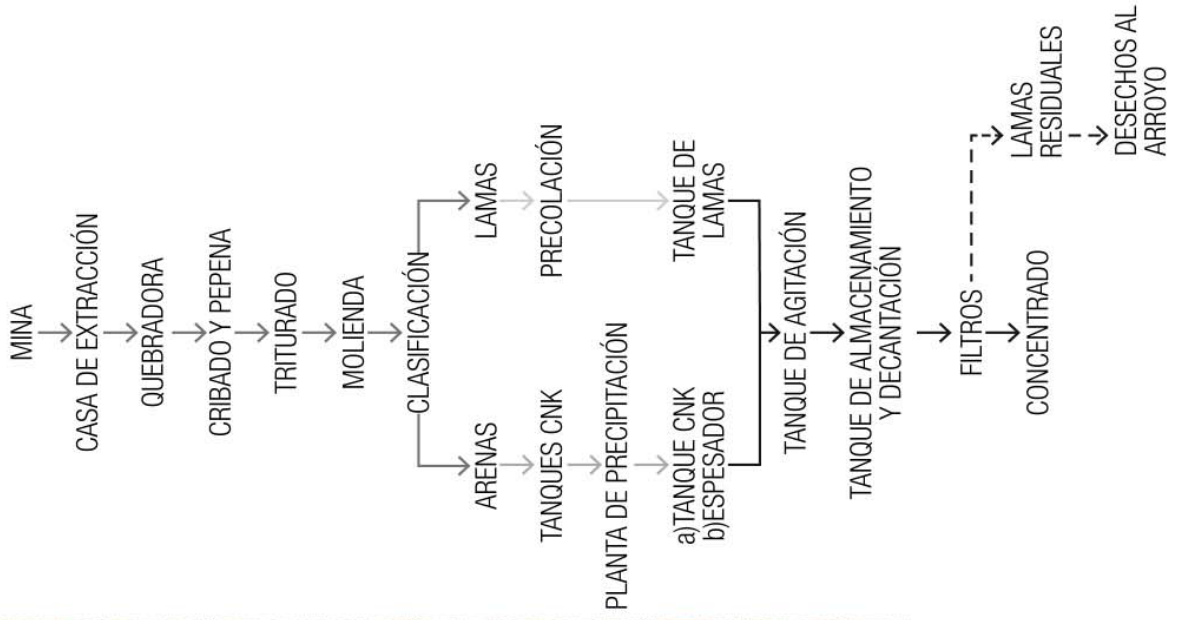 MINA
CASA DE EXTRACCIÓN
QUEBRADORA
CRIBADO Y PEPENA
TRITURADO
MOLIENDA
CLASIFICACIÓN
ARENAS
TANQUES CNK
PLANTA DE PRECIPITACIÓN
a)TANQUE CNK
b)ESPESADOR
LAMAS
PRECOLACIÓN
TANQUE DE
LAMAS
TANQUE DE AGITACIÓN
TANQUE DE ALMACENAMIENTO
Y DECANTACIÓN
FILTROS
CONCENTRADO
LAMAS
RESIDUALES
DESECHOS AL
ARROYO